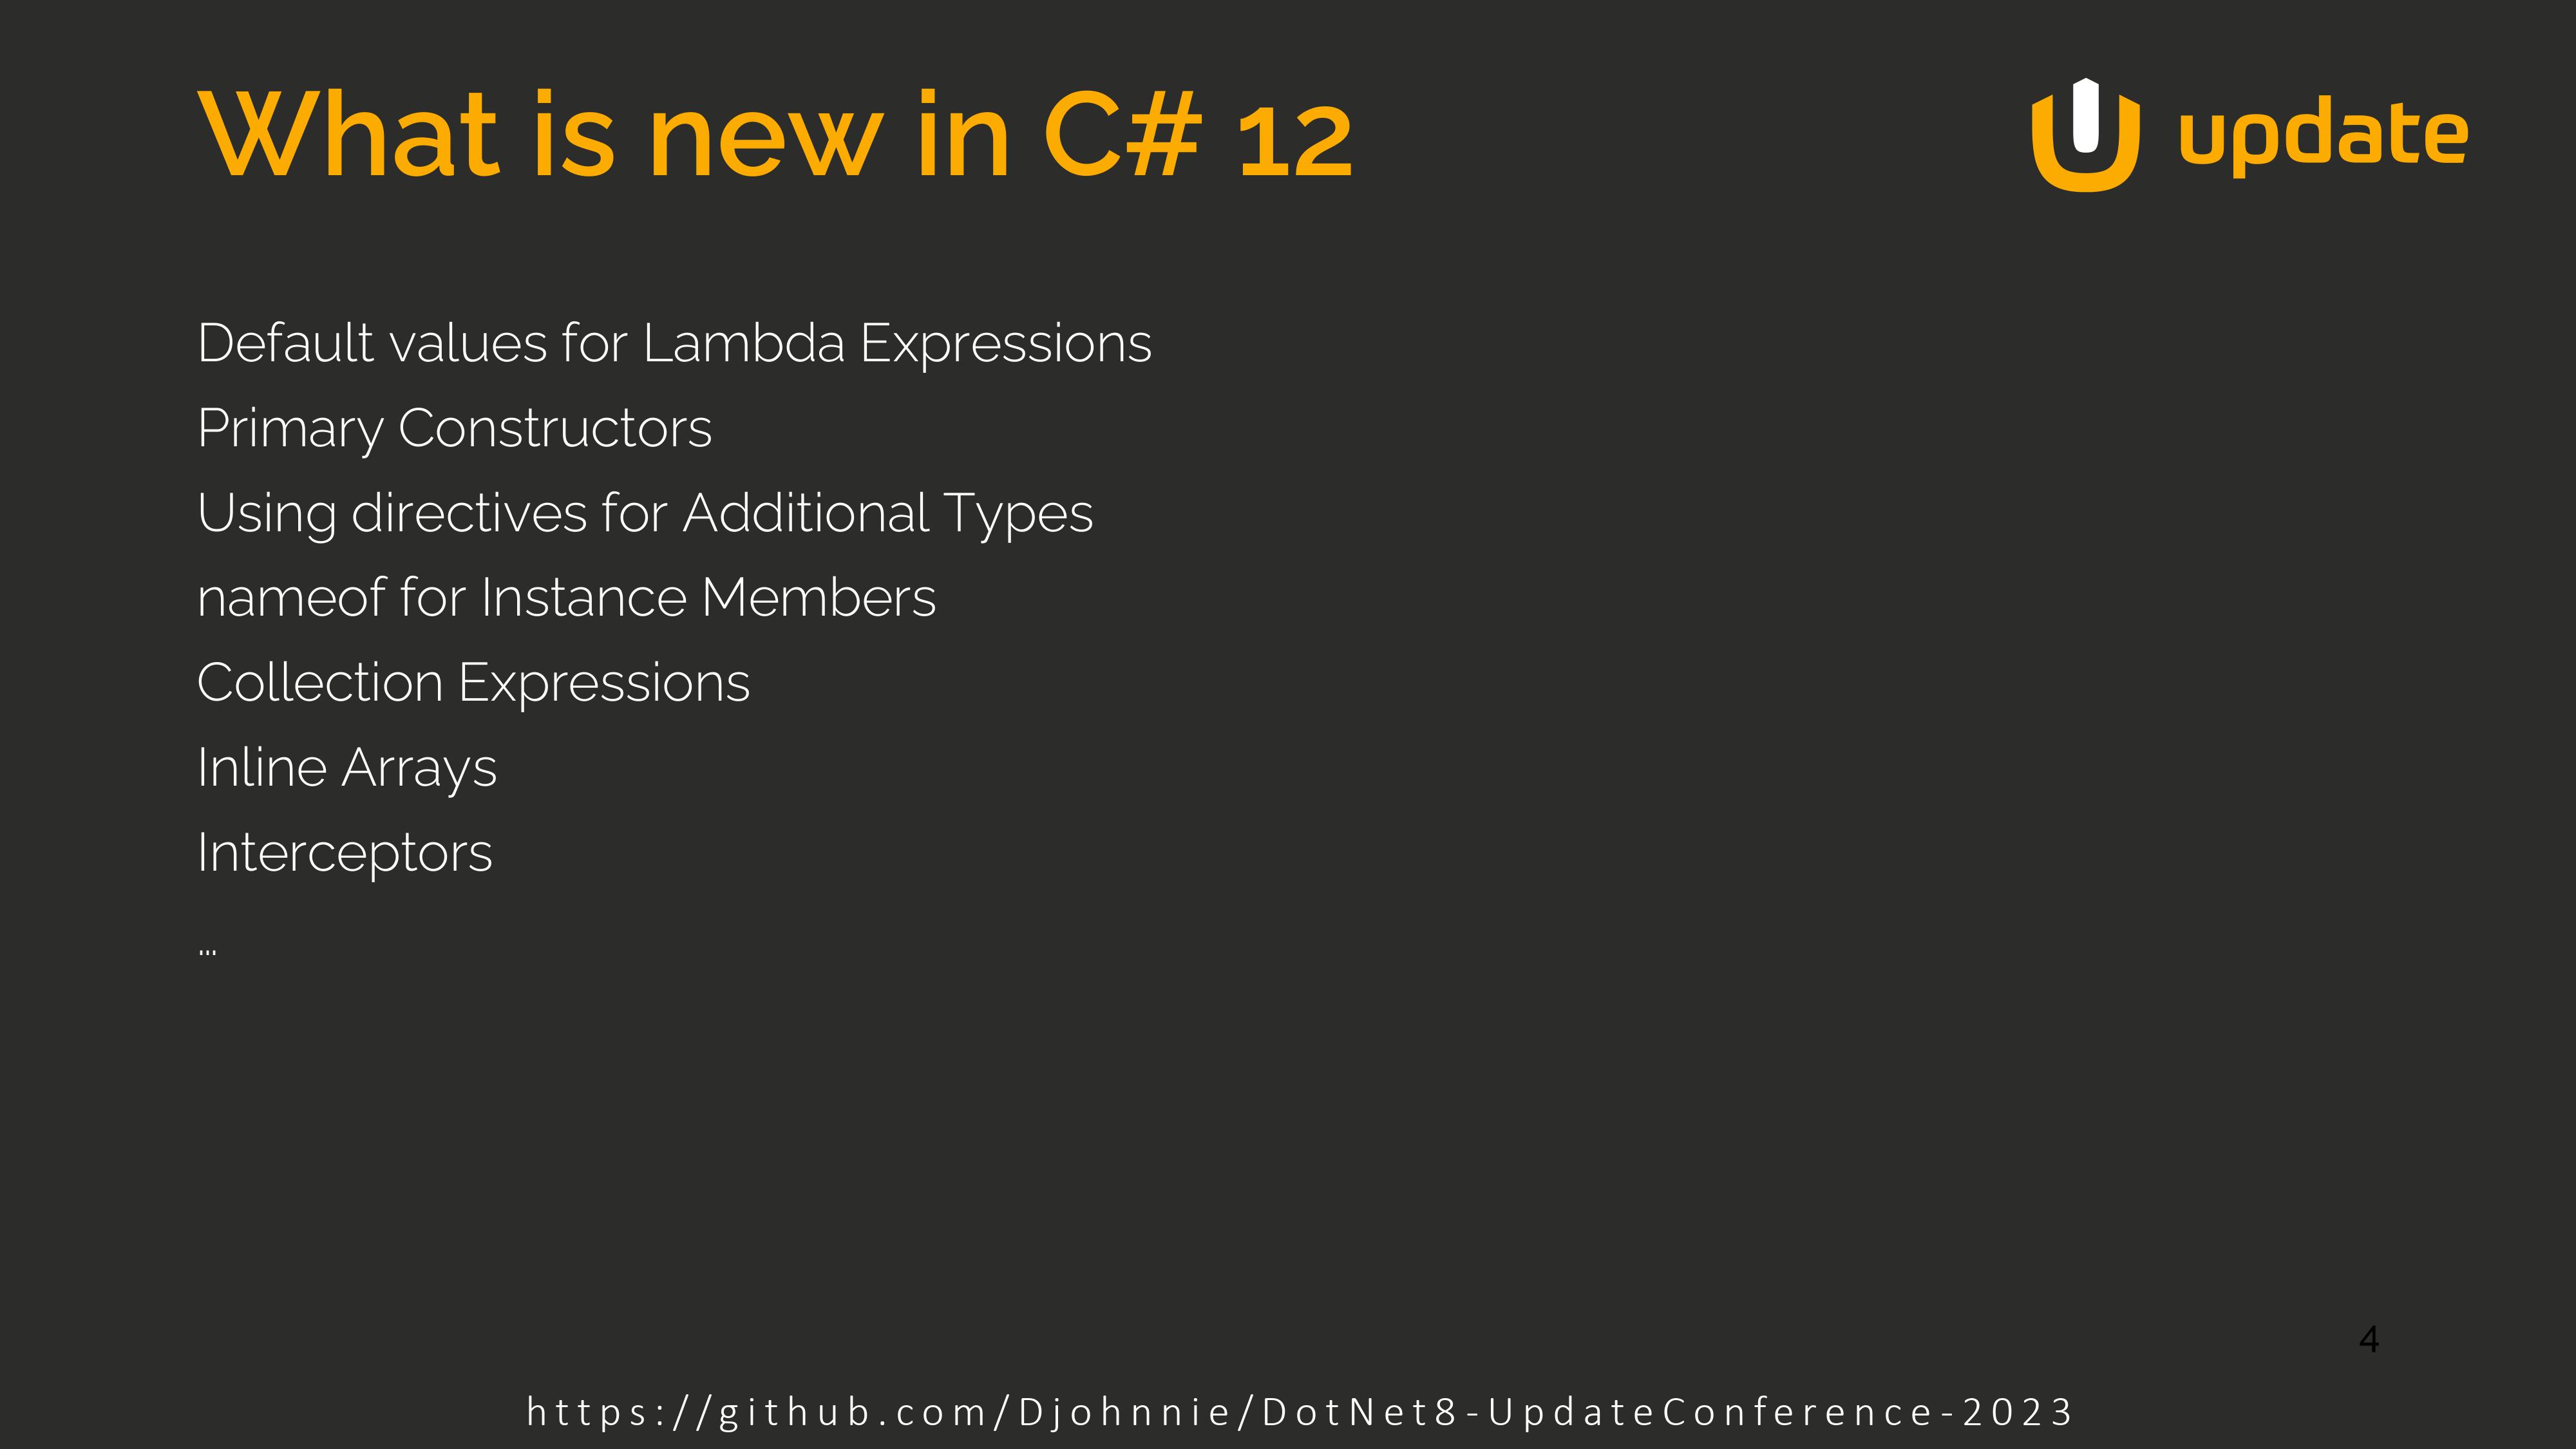 What is new in C# 12
update
Default values for Lambda Expressions
Primary Constructors
Using directives for Additional Types
nameof for Instance Members
Collection Expressions
Inline Arrays
Interceptors
…
4
https://github.com/Djohnnie/DotNet8-UpdateConference-2023